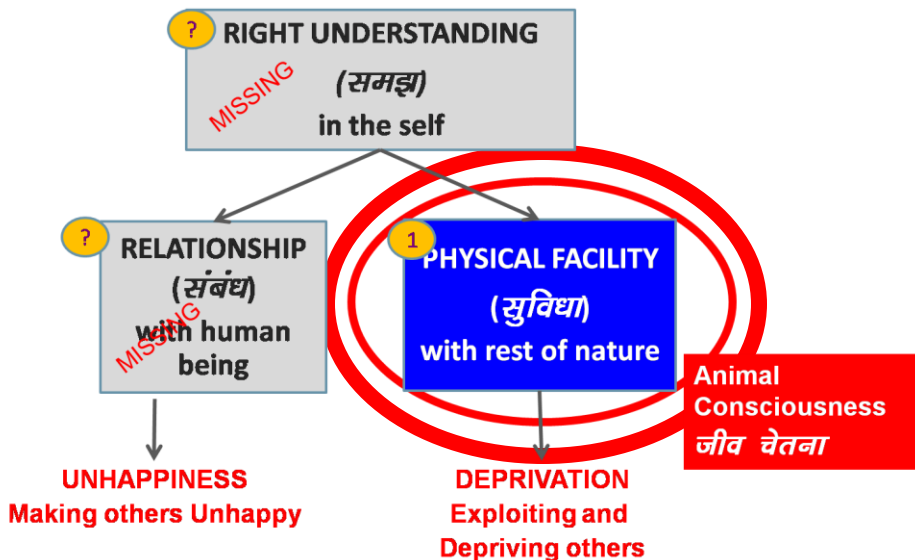 ?
RIGHT UNDERSTANDING
MISSING
(समझ)
in the self
?
RELATIONSHIP
(संबंध)
MISSING
with human
being
1
PHYSICAL FACILITY
(सुविधा)
with rest of nature
Animal
Consciousness
जीव चेतना
UNHAPPINESS
Making others Unhappy
DEPRIVATION
Exploiting and
Depriving others